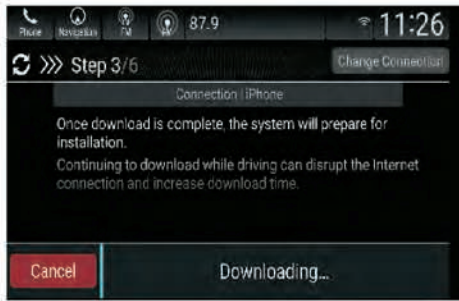 Phone Navigation FM AM 87.9 11:26
Step 3/6 Change Connection
Connection | iPhone
Once download is complete, the system will prepare for
installation.
Continuing to download while driving can disrupt the Internet
connection and increase download time.
Cancel Downloading...